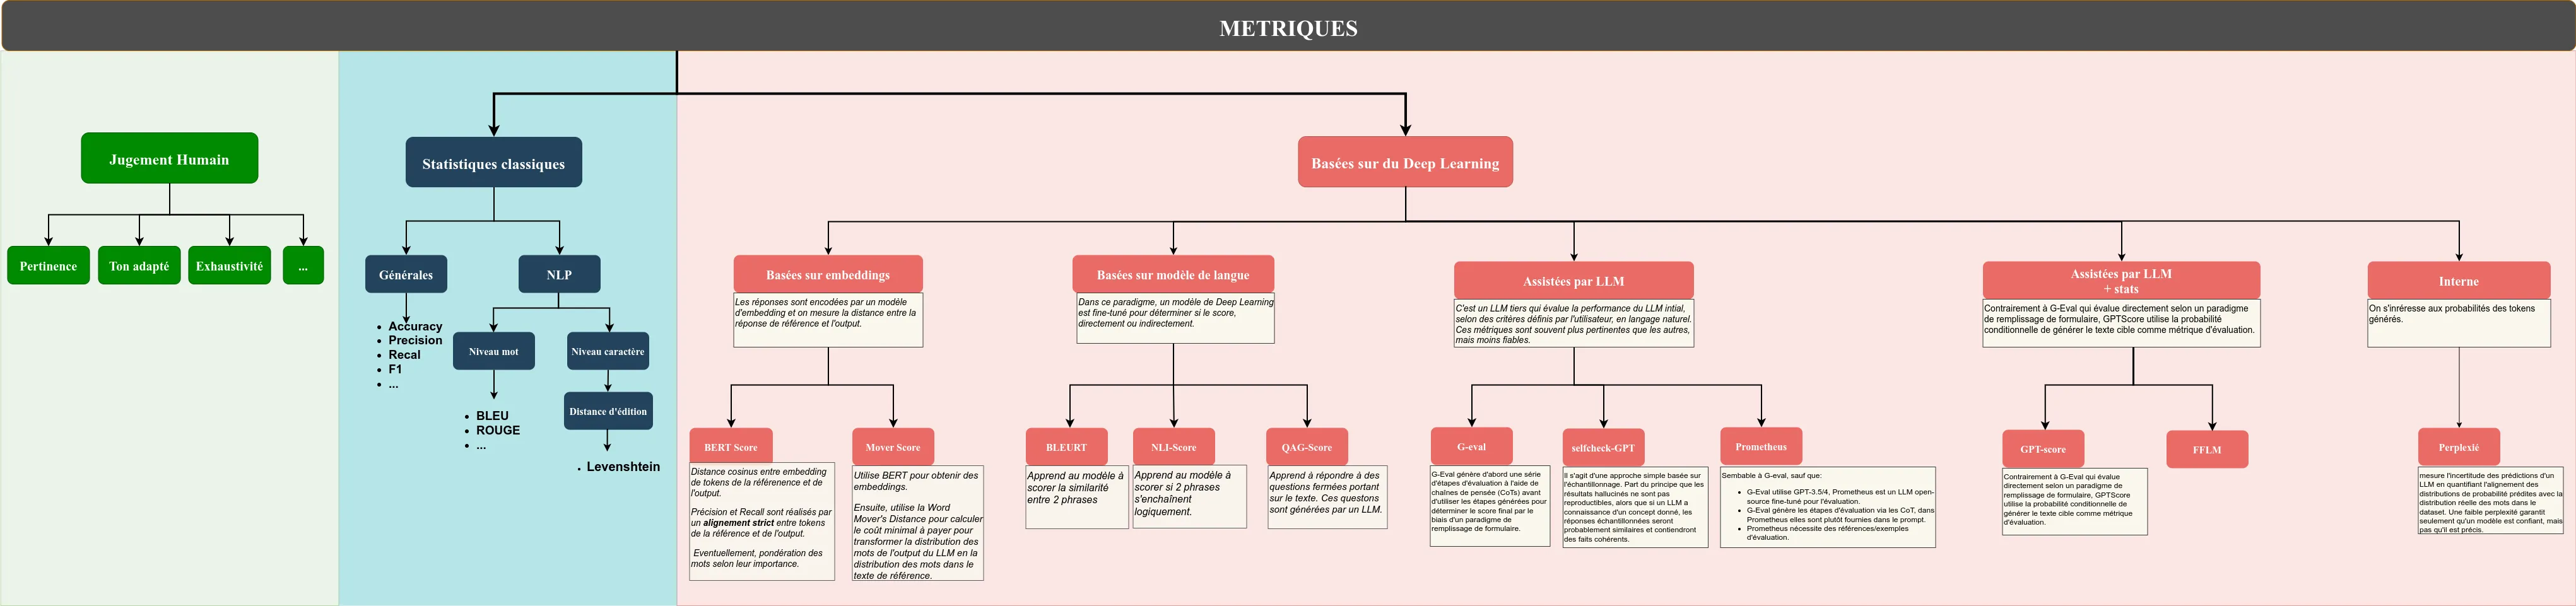 METRIQUES
Jugement Humain
Pertinence
Ton adapté
Exhaustivité
...
Statistiques classiques
Générales
• Accuracy
• Precision
• Recal
• F1
• ...
NLP
Niveau mot
• BLEU
• ROUGE
• ...
Niveau caractère
Distance d'édition
• Levenshtein
Basées sur du Deep Learning
Basées sur embeddings
Les réponses sont encodées par un modèle
d'embedding et on mesure la distance entre la
réponse de référence et l'output.
BERT Score
Distance cosinus entre embedding
de tokens de la référenence et de
l'output.
Précision et Recall sont réalisés par
un alignement strict entre tokens
de la référence et de l'output.
Eventuellement, pondération des
mots selon leur importance.
Mover Score
Utilise BERT pour obtenir des
embeddings.
Ensuite, utilise la Word
Mover's Distance pour calculer
le coût minimal à payer pour
transformer la distribution des
mots de l'output du LLM en la
distribution des mots dans le
texte de référence.
Basées sur modèle de langue
Dans ce paradigme, un modèle de Deep Learning
est fine-tuné pour déterminer si le score,
directement ou indirectement.
BLEURT
Apprend au modèle à
scorer la similarité
entre 2 phrases
NLI-Score
Apprend au modèle à
scorer si 2 phrases
s'enchaînent
logiquement.
QAG-Score
Apprend à répondre à des
questions fermées portant
sur le texte. Ces questons
sont générées par un LLM.
Assistées par LLM
C'est un LLM tiers qui évalue la performance du LLM intial,
selon des critères définis par l'utilisateur, en langage naturel.
Ces métriques sont souvent plus pertinentes que les autres,
mais moins fiables.
G-eval
G-Eval génère d'abord une série
d'étapes d'évaluation à l'aide de
chaînes de pensée (CoTs) avant
d'utiliser les étapes générées pour
déterminer le score final par le
biais d'un paradigme de
remplissage de formulaire.
selfcheck-GPT
Il s'agit d'une approche simple basée sur
l'échantillonnage. Part du principe que les
résultats hallucinés ne sont pas
reproductibles, alors que si un LLM a
connaissance d'un concept donné, les
réponses échantillonnées seront
probablement similaires et contiendront
des faits cohérents.
Prometheus
Sembable à G-eval, sauf que:
• G-Eval utilise GPT-3.5/4, Prometheus est un LLM open-
source fine-tuné pour l'évaluation.
• G-Eval génère les étapes d'évaluation via les CoT, dans
Prometheus elles sont plutôt fournies dans le prompt.
• Prometheus nécessite des références/exemples
d'évaluation.
Assistées par LLM
+ stats
Contrairement à G-Eval qui évalue directement selon un paradigme
de remplissage de formulaire, GPTScore utilise la probabilité
conditionnelle de générer le texte cible comme métrique d'évaluation.
GPT-score
Contrairement à G-Eval qui évalue
directement selon un paradigme de
remplissage de formulaire, GPTScore
utilise la probabilité conditionnelle de
générer le texte cible comme métrique
d'évaluation.
FFLM
Interne
On s'inréresse aux probabilités des tokens
générés.
Perplexié
mesure l'incertitude des prédictions d'un
LLM en quantifiant l'alignement des
distributions de probabilité prédites avec la
distribution réelle des mots dans le
dataset. Une faible perplexité garantit
seulement qu'un modèle est confiant, mais
pas qu'il est précis.